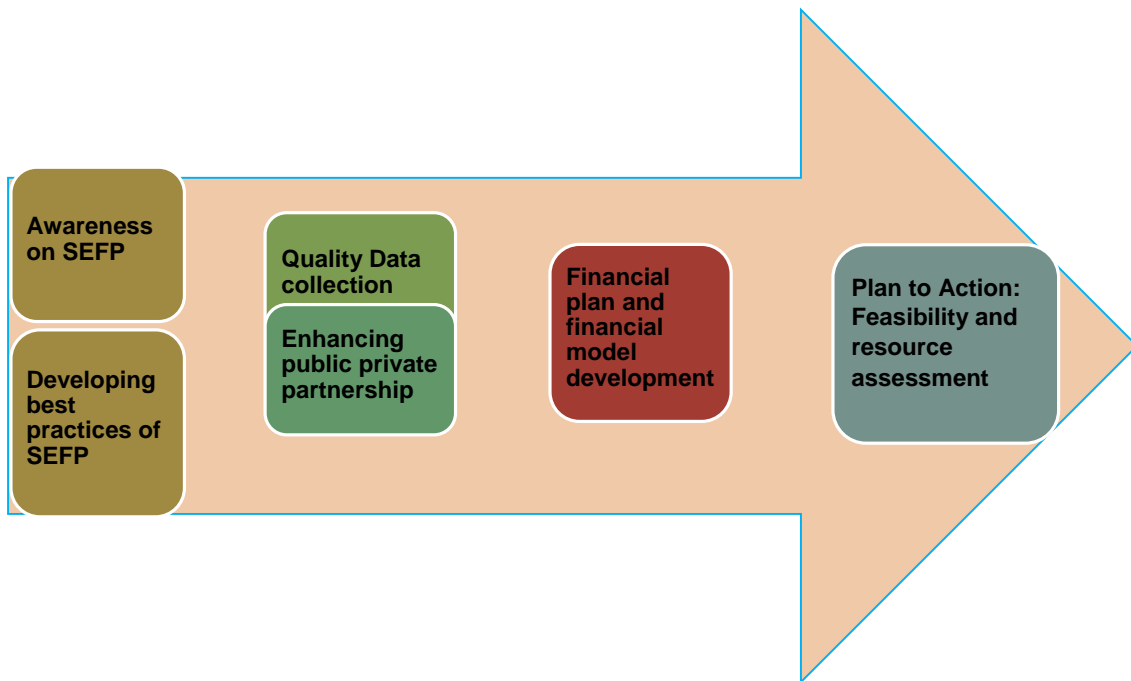 Awareness
on SEFP
Developing
best
practices of
SEFP
Quality Data
collection
Enhancing
public private
partnership
Financial
plan and
financial
model
development
Plan to Action:
Feasibility and
resource
assessment